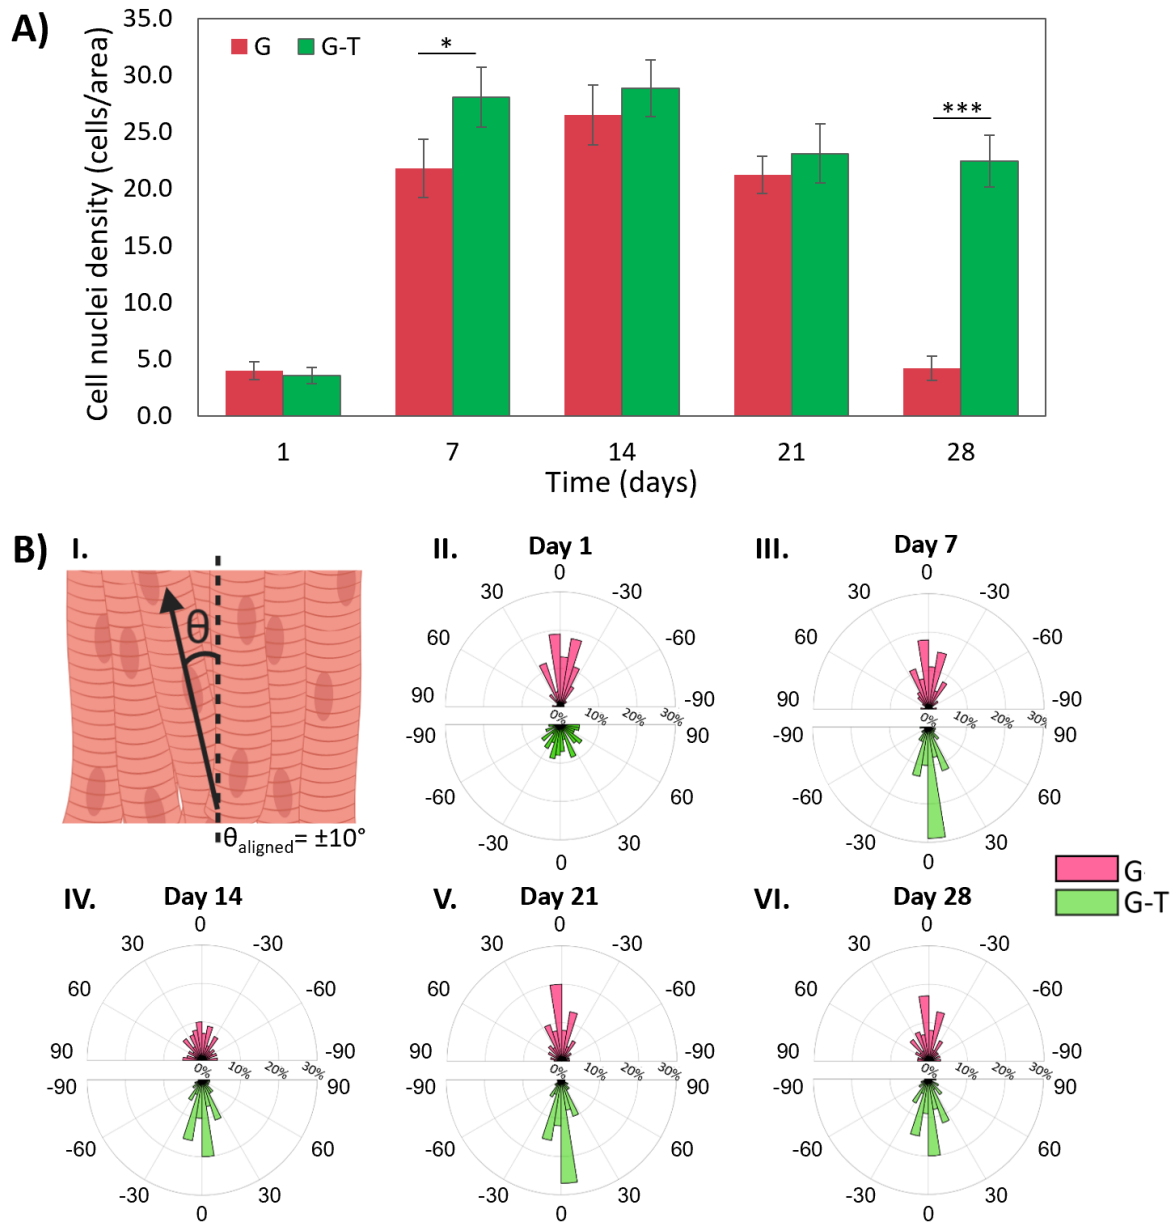 A)
35.0
30.0
25.0
20.0
15.0
10.0
5.0
0.0
Cell nuclei density (cells/area)
G G-T
*
***
1 7 14 21 28
Time (days)
B)
I.
θ
θaligned= ±10°
II. Day 1
0
30 -30
60 -60
90 -90
0% 10% 20% 30%
-90 90
-60 60
-30 30
0
III. Day 7
0
30 -30
60 -60
90 -90
0% 10% 20% 30%
-90 90
-60 60
-30 30
0
G
G-T
IV. Day 14
0
30 -30
60 -60
90 -90
0% 10% 20% 30%
-90 90
-60 60
-30 30
0
V. Day 21
0
30 -30
60 -60
90 -90
0% 10% 20% 30%
-90 90
-60 60
-30 30
0
VI. Day 28
0
30 -30
60 -60
90 -90
0% 10% 20% 30%
-90 90
-60 60
-30 30
0